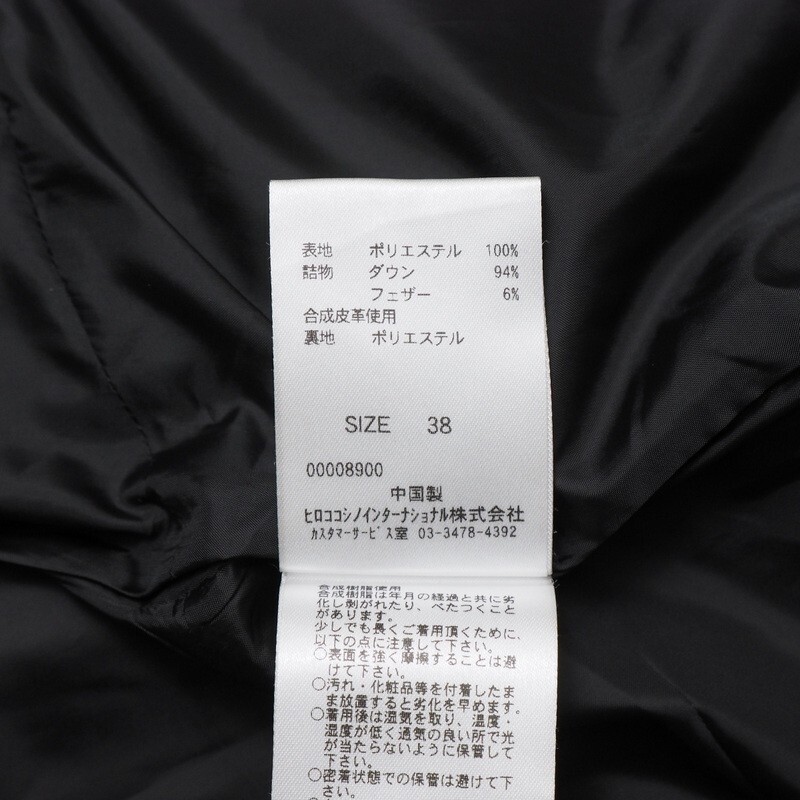 表地 ポリエステル 100%
詰物 ダウン 94%
フェザー 6%
合成皮革使用
裏地 ポリエステル
SIZE 38
00008900
中国製
ヒロココシノインターナショナル株式会社
カスタマーサービス室 03-3478-4392
合成樹脂使用
合成樹脂は年月の経過と共に劣
化し剥がれたり、べたつくこと
があります。
少しでも長くご着用頂くために、
以下の点に注意して下さい。
○表面を強く摩擦することは避
けて下さい。
○汚れ・化粧品等を付着したま
ま放置すると劣化を早めます。
○着用後は湿気を取り、温度・
湿度が低く通気の良い所で光
が当たらないように保管して
下さい。
○密着状態での保管は避けて下
さい。